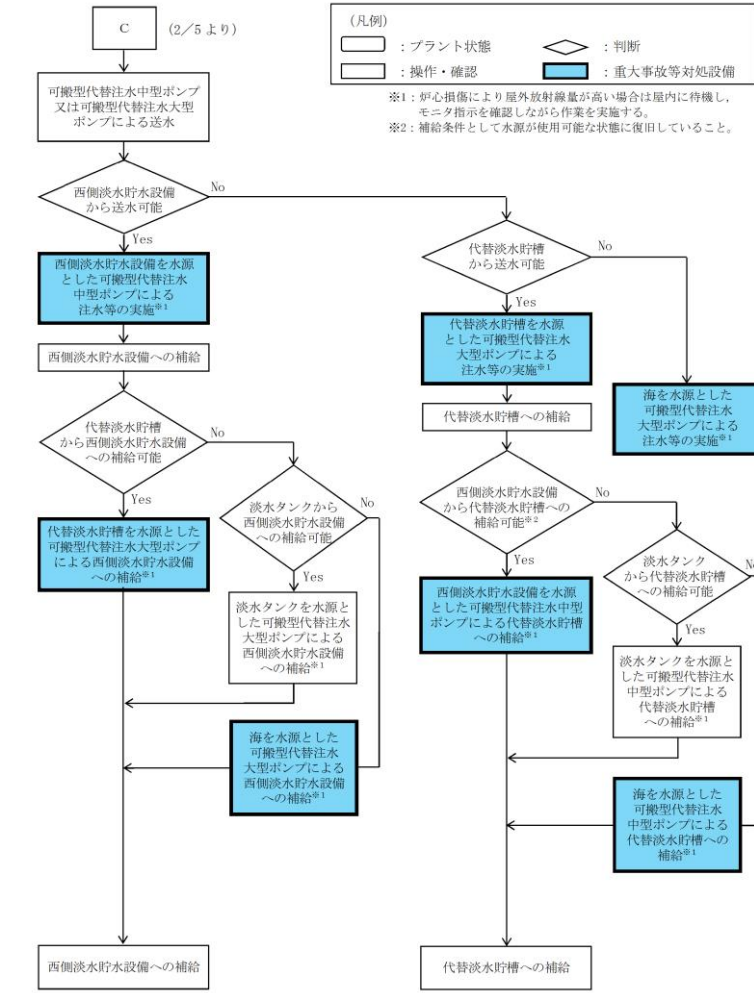 C
(2/5 より)
(凡例)
：プラント状態
：判断
：操作・確認
：重大事故等対処設備
※1：炉心損傷により屋外放射線量が高い場合は屋内に待機し，
モニタ指示を確認しながら作業を実施する。
※2：補給条件として水源が使用可能な状態に復旧していること。
可搬型代替注水中型ポンプ
又は可搬型代替注水大型
ポンプによる送水
西側淡水貯水設備
から送水可能
No
Yes
西側淡水貯水設備を水源
とした可搬型代替注水
中型ポンプによる
注水等の実施※1
西側淡水貯水設備への補給
代替淡水貯槽
から西側淡水貯水設備
への補給可能
No
Yes
代替淡水貯槽を水源とした
可搬型代替注水大型ポンプ
による西側淡水貯水設備
への補給※1
淡水タンクから
西側淡水貯水設備
への補給可能
No
Yes
淡水タンクを水源と
した可搬型代替注水
大型ポンプによる
西側淡水貯水設備
への補給※1
海を水源とした
可搬型代替注水
大型ポンプによる
西側淡水貯水設備
への補給※1
西側淡水貯水設備への補給
代替淡水貯槽
から送水可能
No
Yes
代替淡水貯槽を水源
とした可搬型代替注水
大型ポンプによる
注水等の実施※1
海を水源とした
可搬型代替注水
大型ポンプによる
注水等の実施※1
代替淡水貯槽への補給
西側淡水貯水設備
から代替淡水貯槽への
補給可能※2
No
Yes
西側淡水貯水設備を水源
とした可搬型代替注水中型
ポンプによる代替淡水貯槽
への補給※1
淡水タンク
から代替淡水貯槽
への補給可能
No
Yes
淡水タンクを水源と
した可搬型代替注水
中型ポンプによる
代替淡水貯槽
への補給※1
海を水源とした
可搬型代替注水
中型ポンプによる
代替淡水貯槽への
補給※1
代替淡水貯槽への補給